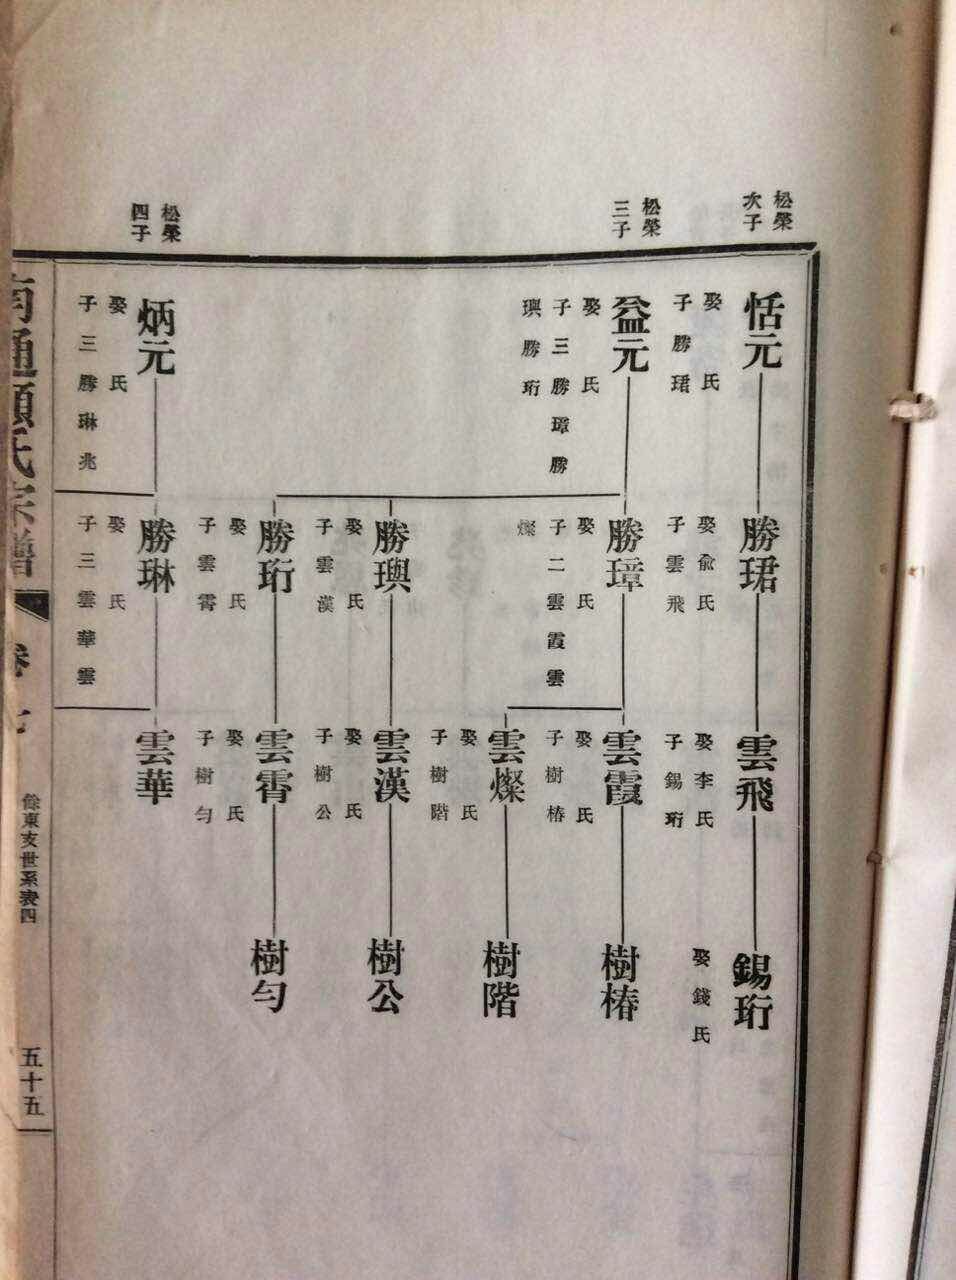 松榮
次子
松榮
三子
松榮
四子
恬元
娶 氏
子勝珺
益元
娶 氏
子三勝璋勝
璵勝珩
炳元
娶 氏
子三勝琳兆
勝珺
娶俞氏
子雲飛
勝璋
娶 氏
子二雲霞雲
燦
勝璵
娶 氏
子雲漢
勝珩
娶 氏
子雲霄
勝琳
娶 氏
子三雲華雲
雲飛
娶李氏
子錫珩
雲霞
娶 氏
子樹椿
雲燦
娶 氏
子樹階
雲漢
娶 氏
子樹公
雲霄
娶 氏
子樹勻
雲華
錫珩
娶錢氏
樹椿
樹階
樹公
樹勻
南通顧氏宗譜
卷七
餘東支世系表四
五十五